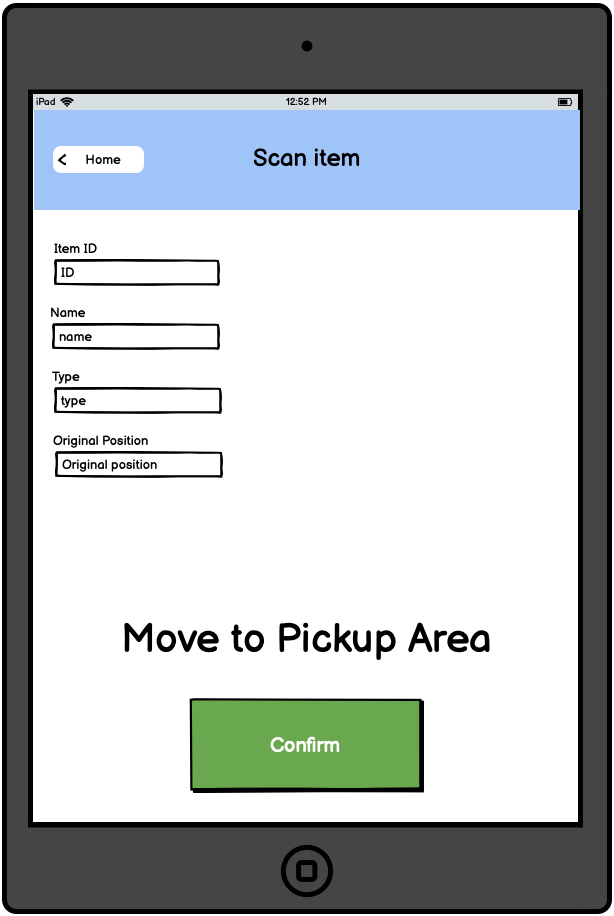 iPad 12:52 PM
Home
Scan item
Item ID
ID
Name
name
Type
type
Original Position
Original position
Move to Pickup Area
Confirm